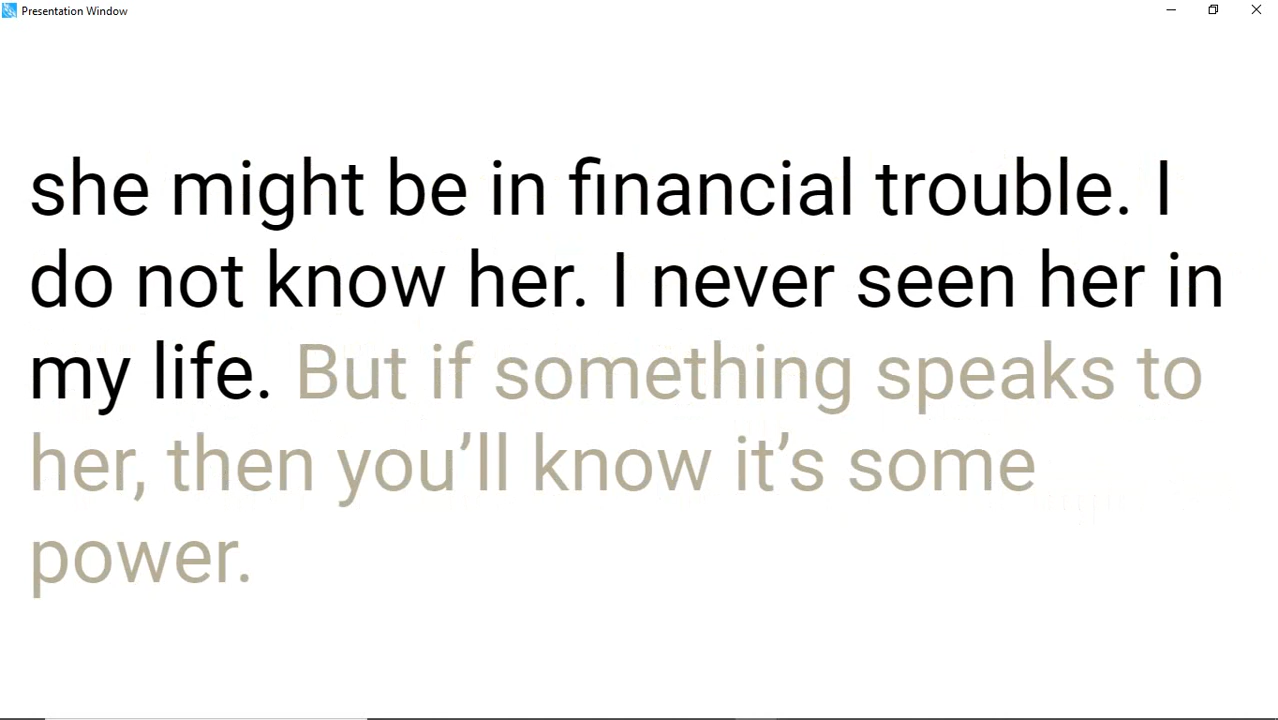 Presentation Window
she might be in financial trouble. I
do not know her. I never seen her in
my life. But if something speaks to
her, then you’ll know it’s some
power.